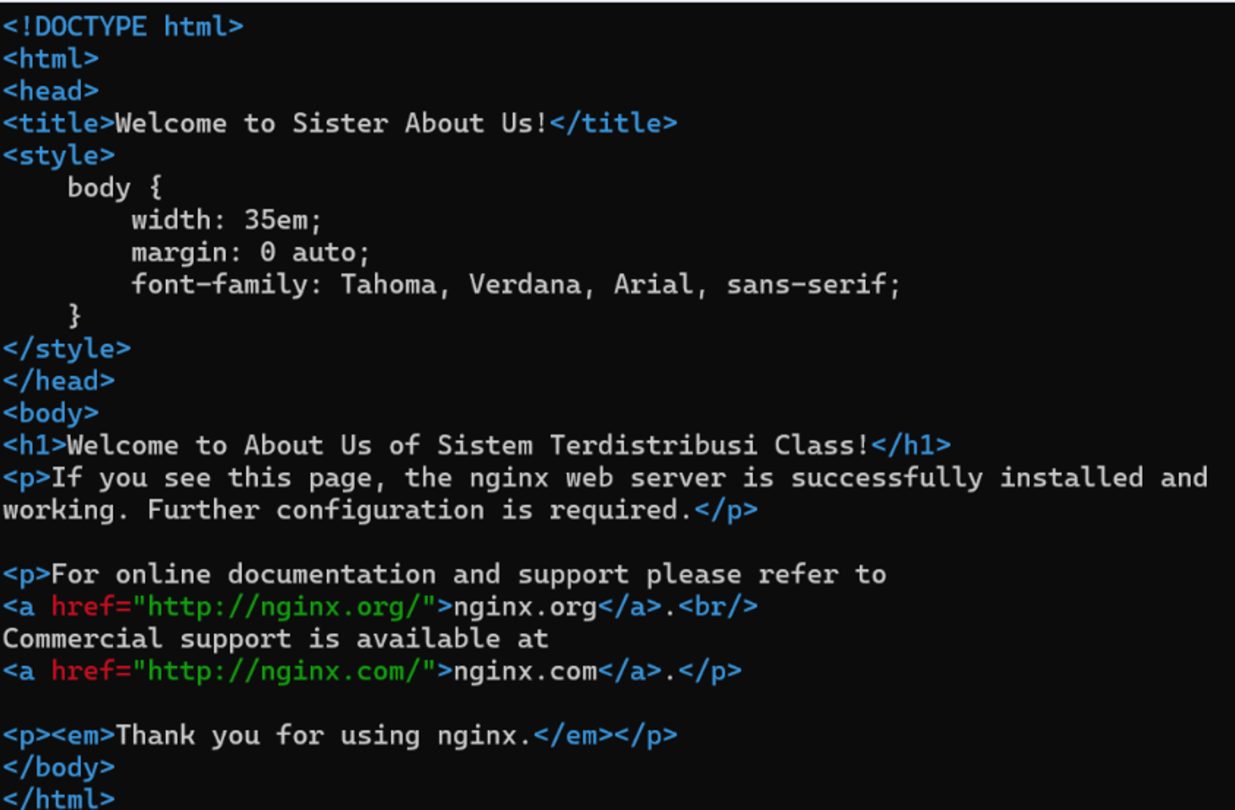 <!DOCTYPE html>
<html>
<head>
<title>Welcome to Sister About Us!</title>
<style>
    body {
        width: 35em;
        margin: 0 auto;
        font-family: Tahoma, Verdana, Arial, sans-serif;
    }
</style>
</head>
<body>
<h1>Welcome to About Us of Sistem Terdistribusi Class!</h1>
<p>If you see this page, the nginx web server is successfully installed and
working. Further configuration is required.</p>

<p>For online documentation and support please refer to
<a href="http://nginx.org/">nginx.org</a>.<br/>
Commercial support is available at
<a href="http://nginx.com/">nginx.com</a>.</p>

<p><em>Thank you for using nginx.</em></p>
</body>
</html>